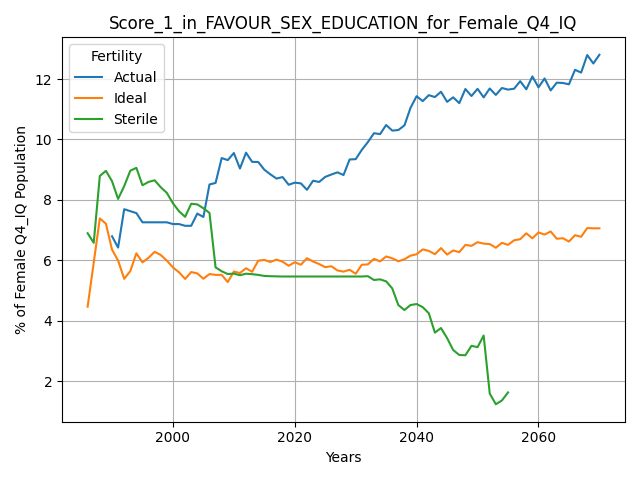 Score_1_in_FAVOUR_SEX_EDUCATION_for_Female_Q4_IQ
Fertility
Actual
Ideal
Sterile
% of Female Q4_IQ Population
12
10
8
6
4
2
2000
2020
2040
2060
Years